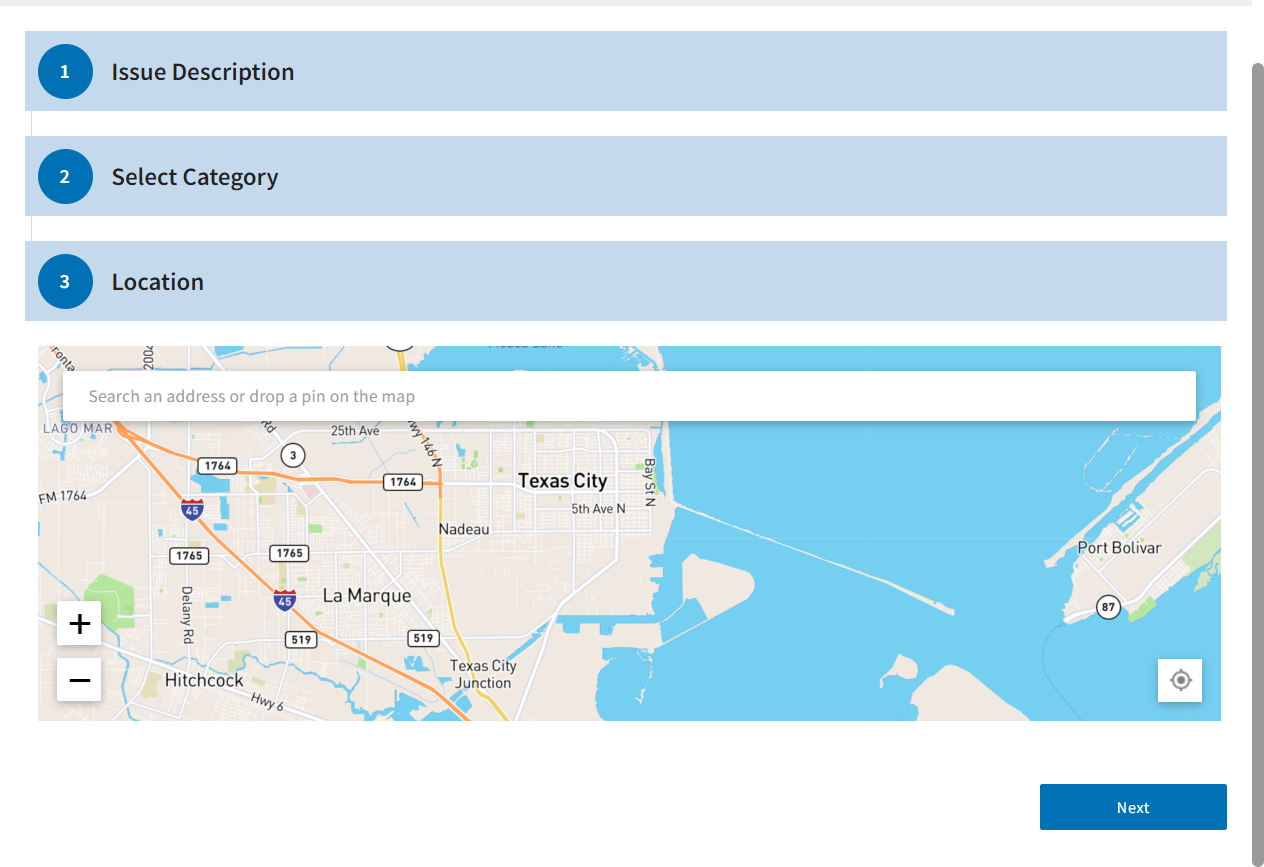 1 Issue Description
2 Select Category
3 Location
2004
Search an address or drop a pin on the map
LAGO MAR
Rd
25th Ave
Hwy 146 N
3
1764
1764
Texas City
Bay St N
FM 1764
45
5th Ave N
Nadeau
1765
1765
Port Bolivar
45
La Marque
87
Delany Rd
+
519
519
Texas City
Junction
Hitchcock
Hwy 6
−
Next